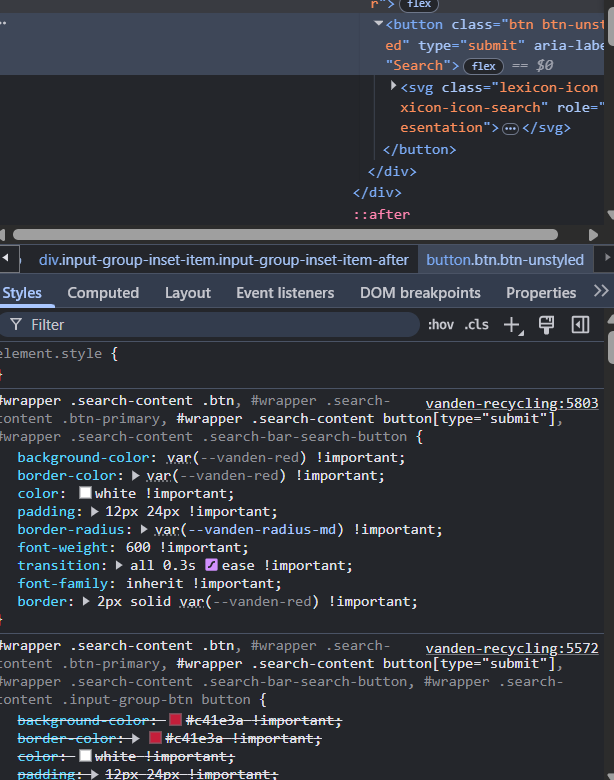 r"> flex
<button class="btn btn-unst
ed" type="submit" aria-labe
"Search"> flex == $0
<svg class="lexicon-icon
xicon-icon-search" role="
esentation"> … </svg>
</button>
</div>
</div>
::after
div.input-group-inset-item.input-group-inset-item-after button.btn.btn-unstyled
Styles Computed Layout Event listeners DOM breakpoints Properties
Filter :hov .cls
element.style {
}
#wrapper .search-content .btn, #wrapper .search- vanden-recycling:5803
content .btn-primary, #wrapper .search-content button[type="submit"],
#wrapper .search-content .search-bar-search-button {
background-color: var(--vanden-red) !important;
border-color: var(--vanden-red) !important;
color: white !important;
padding: 12px 24px !important;
border-radius: var(--vanden-radius-md) !important;
font-weight: 600 !important;
transition: all 0.3s ease !important;
font-family: inherit !important;
border: 2px solid var(--vanden-red) !important;
}
#wrapper .search-content .btn, #wrapper .search- vanden-recycling:5572
content .btn-primary, #wrapper .search-content button[type="submit"],
#wrapper .search-content .search-bar-search-button, #wrapper .search-
content .input-group-btn button {
background-color: #c41e3a !important;
border-color: #c41e3a !important;
color: white !important;
padding: 12px 24px !important;